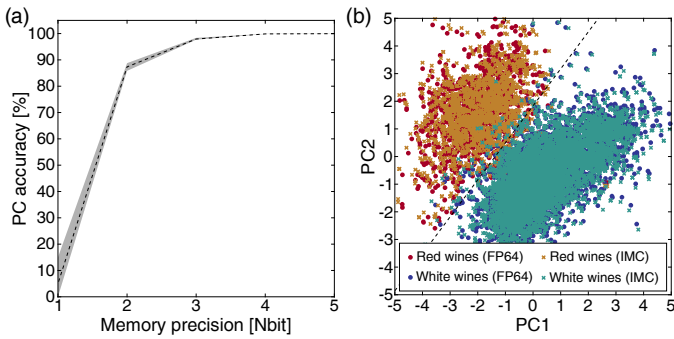 (a)
100
90
80
70
60
50
40
30
20
10
0
PC accuracy [%]
1 2 3 4 5
Memory precision [Nbit]
(b)
5
4
3
2
1
0
-1
-2
-3
-4
-5
PC2
Red wines (FP64) Red wines (IMC)
White wines (FP64) White wines (IMC)
-5 -4 -3 -2 -1 0 1 2 3 4 5
PC1